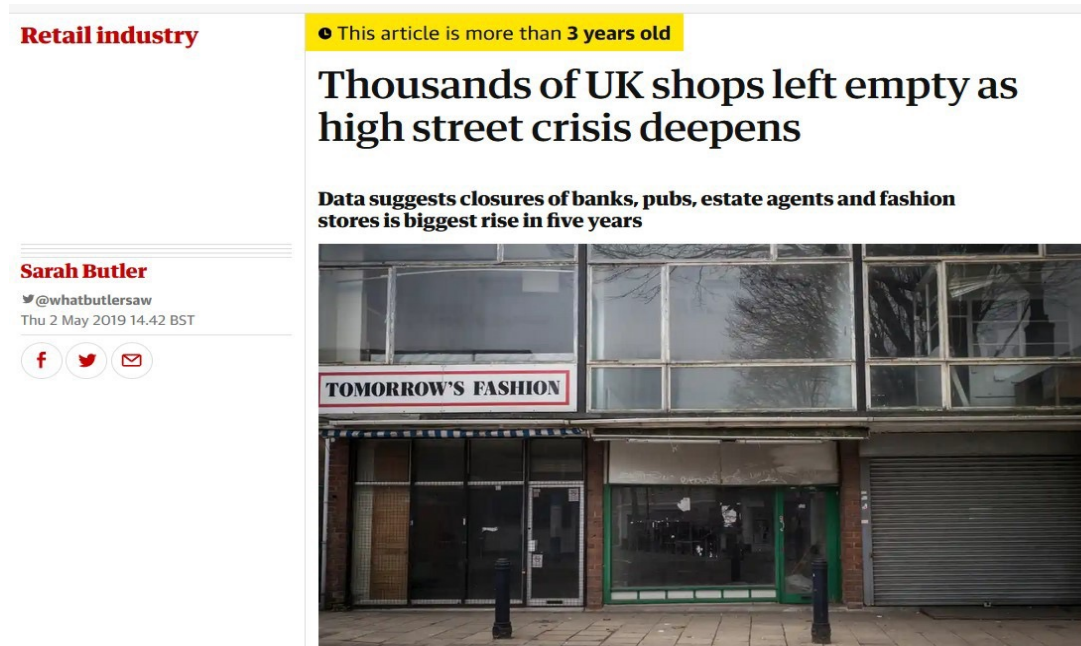 Retail industry
This article is more than 3 years old
Thousands of UK shops left empty as
high street crisis deepens
Data suggests closures of banks, pubs, estate agents and fashion
stores is biggest rise in five years
Sarah Butler
@whatbutlersaw
Thu 2 May 2019 14.42 BST
TOMORROW'S FASHION